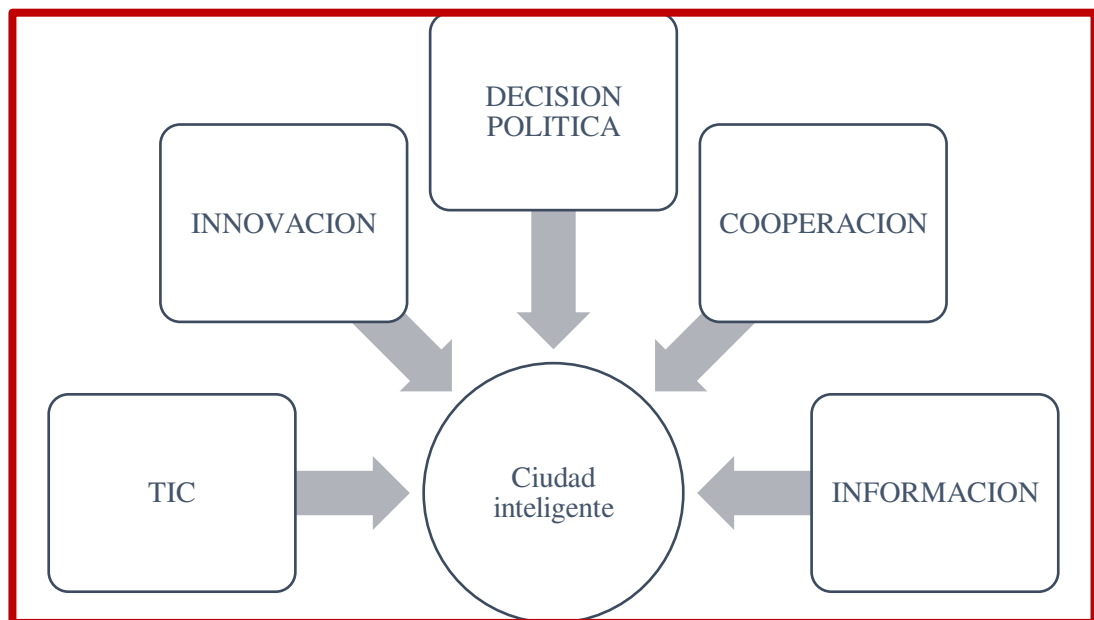 DECISION
POLITICA
INNOVACION
COOPERACION
TIC
Ciudad
inteligente
INFORMACION